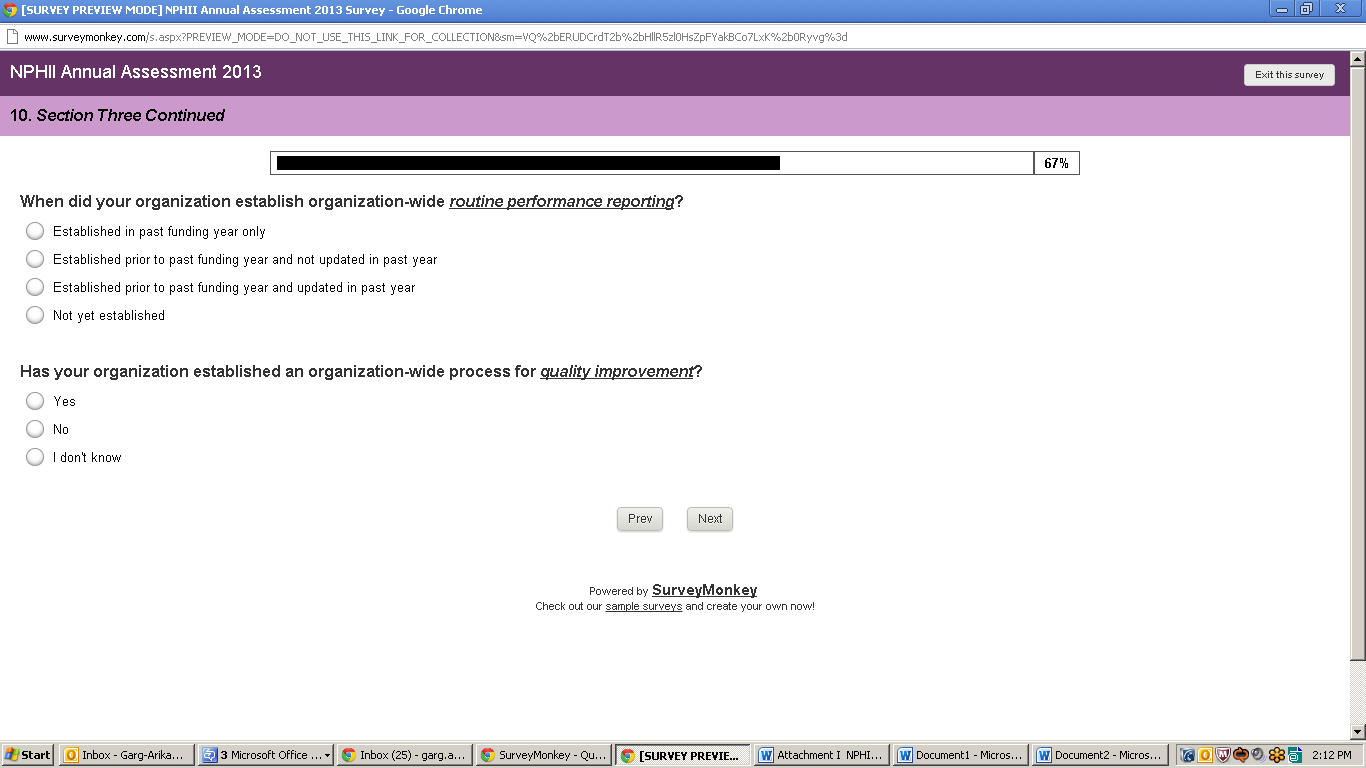 [SURVEY PREVIEW MODE] NPHII Annual Assessment 2013 Survey - Google Chrome
www.surveymonkey.com/s.aspx?PREVIEW_MODE=DO_NOT_USE_THIS_LINK_FOR_COLLECTION&sm=VQ%2bERUDCrdT2b%2bHllR5zl0HsZpFYakBCo7LxK%2b0Ryvg%3d
NPHII Annual Assessment 2013
Exit this survey
10. Section Three Continued
67%
When did your organization establish organization-wide routine performance reporting?
Established in past funding year only
Established prior to past funding year and not updated in past year
Established prior to past funding year and updated in past year
Not yet established
Has your organization established an organization-wide process for quality improvement?
Yes
No
I don't know
Prev Next
Powered by SurveyMonkey
Check out our sample surveys and create your own now!
Start Inbox - Garg-Arika... 3 Microsoft Office ... Inbox (25) - garg.a... SurveyMonkey - Qu... [SURVEY PREVIE... Attachment I NPHI... Document1 - Micros... Document2 - Micros... 2:12 PM